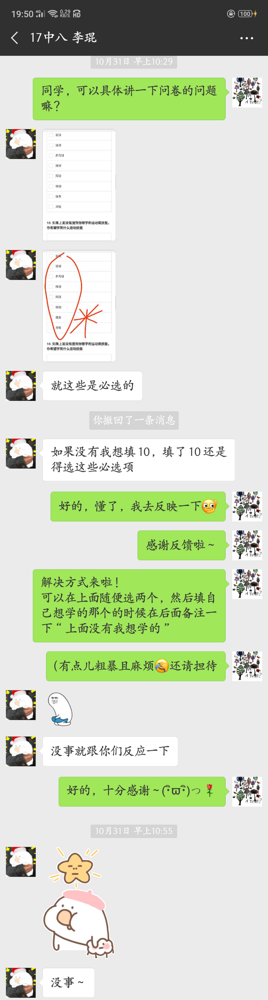 19:50 4G 0.29 KB/S HD 100
17中八 李琨
10月31日 早上10:29
同学，可以具体讲一下问卷的问题
嘛？
足球
篮球
乒乓球
排球
网球
瑜伽
健身
滑板
10. 如果上面没有提到你想学的运动类技能，
你希望学到什么运动技能
足球
篮球
乒乓球
排球
网球
瑜伽
健身
滑板
10. 如果上面没有提到你想学的运动类技能，
你希望学到什么运动技能
就这些是必选的
你撤回了一条消息
如果没有我想填10，填了10还是
得选这些必选项
好的，懂了，我去反映一下
感谢反馈啦~
解决方式来啦！
可以在上面随便选两个，然后填自
己想学的那个的时候在后面备注一
下“上面没有我想学的”
（有点儿粗暴且麻烦😂还请担待
没事就跟你们反应一下
好的，十分感谢~(·͡ϖ·͡)つ🌹
10月31日 早上10:55
没事~